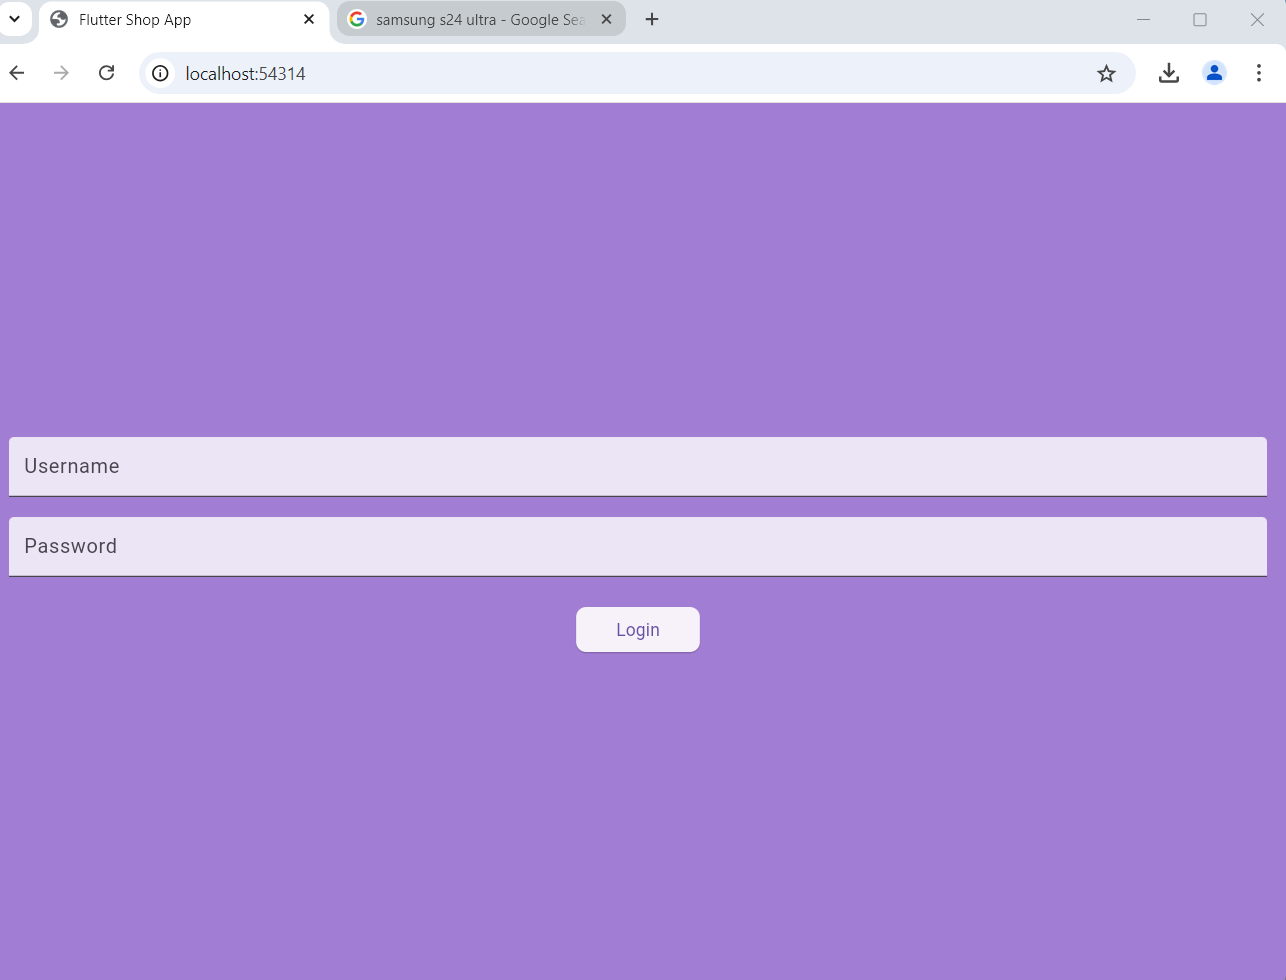 Flutter Shop App
samsung s24 ultra - Google Sea
localhost:54314
Username
Password
Login